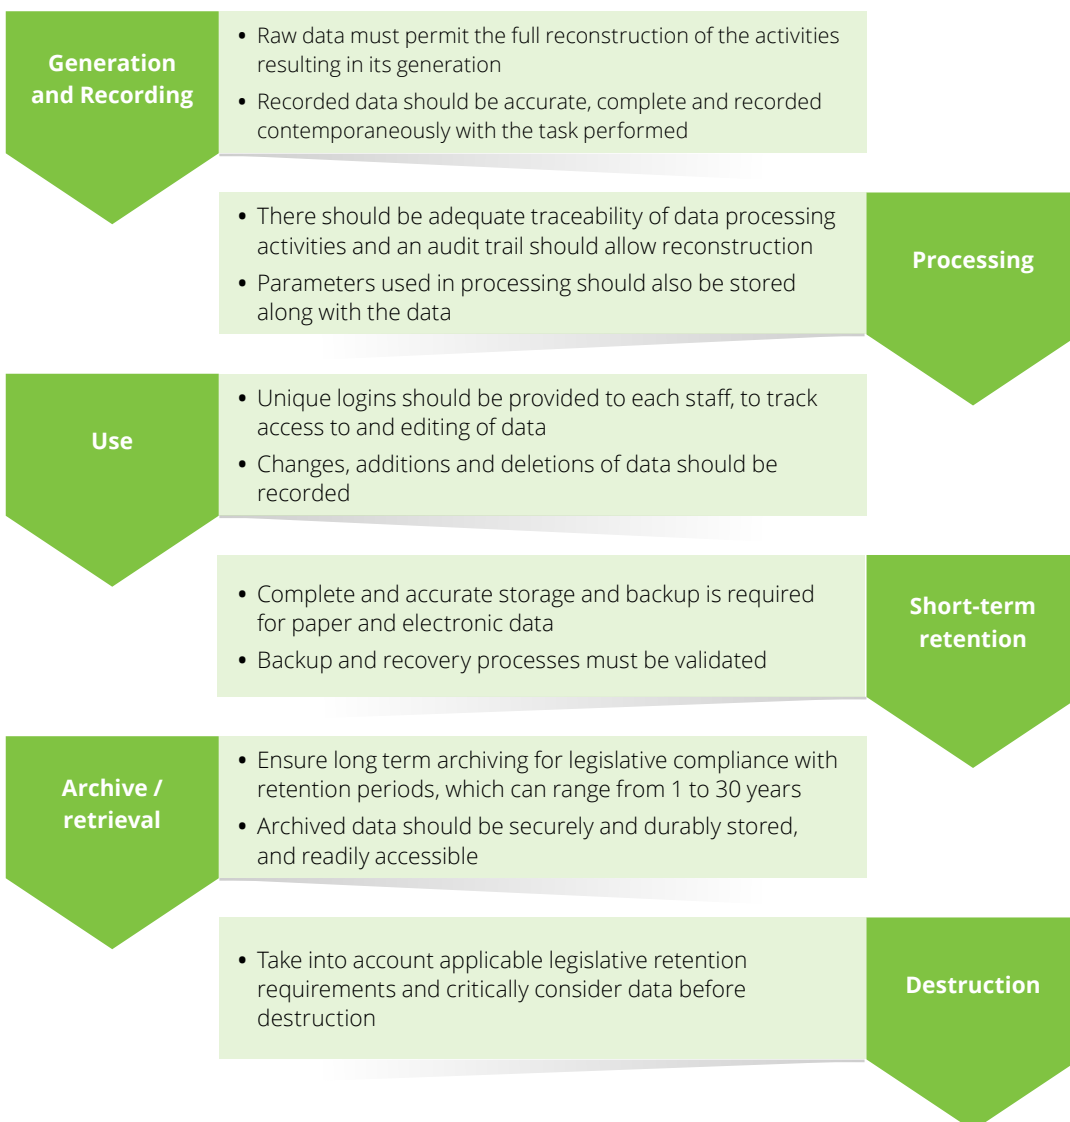 Generation
and Recording
• Raw data must permit the full reconstruction of the activities
resulting in its generation
• Recorded data should be accurate, complete and recorded
contemporaneously with the task performed
• There should be adequate traceability of data processing
activities and an audit trail should allow reconstruction
• Parameters used in processing should also be stored
along with the data
Processing
Use
• Unique logins should be provided to each staff, to track
access to and editing of data
• Changes, additions and deletions of data should be
recorded
• Complete and accurate storage and backup is required
for paper and electronic data
• Backup and recovery processes must be validated
Short-term
retention
Archive /
retrieval
• Ensure long term archiving for legislative compliance with
retention periods, which can range from 1 to 30 years
• Archived data should be securely and durably stored,
and readily accessible
• Take into account applicable legislative retention
requirements and critically consider data before
destruction
Destruction